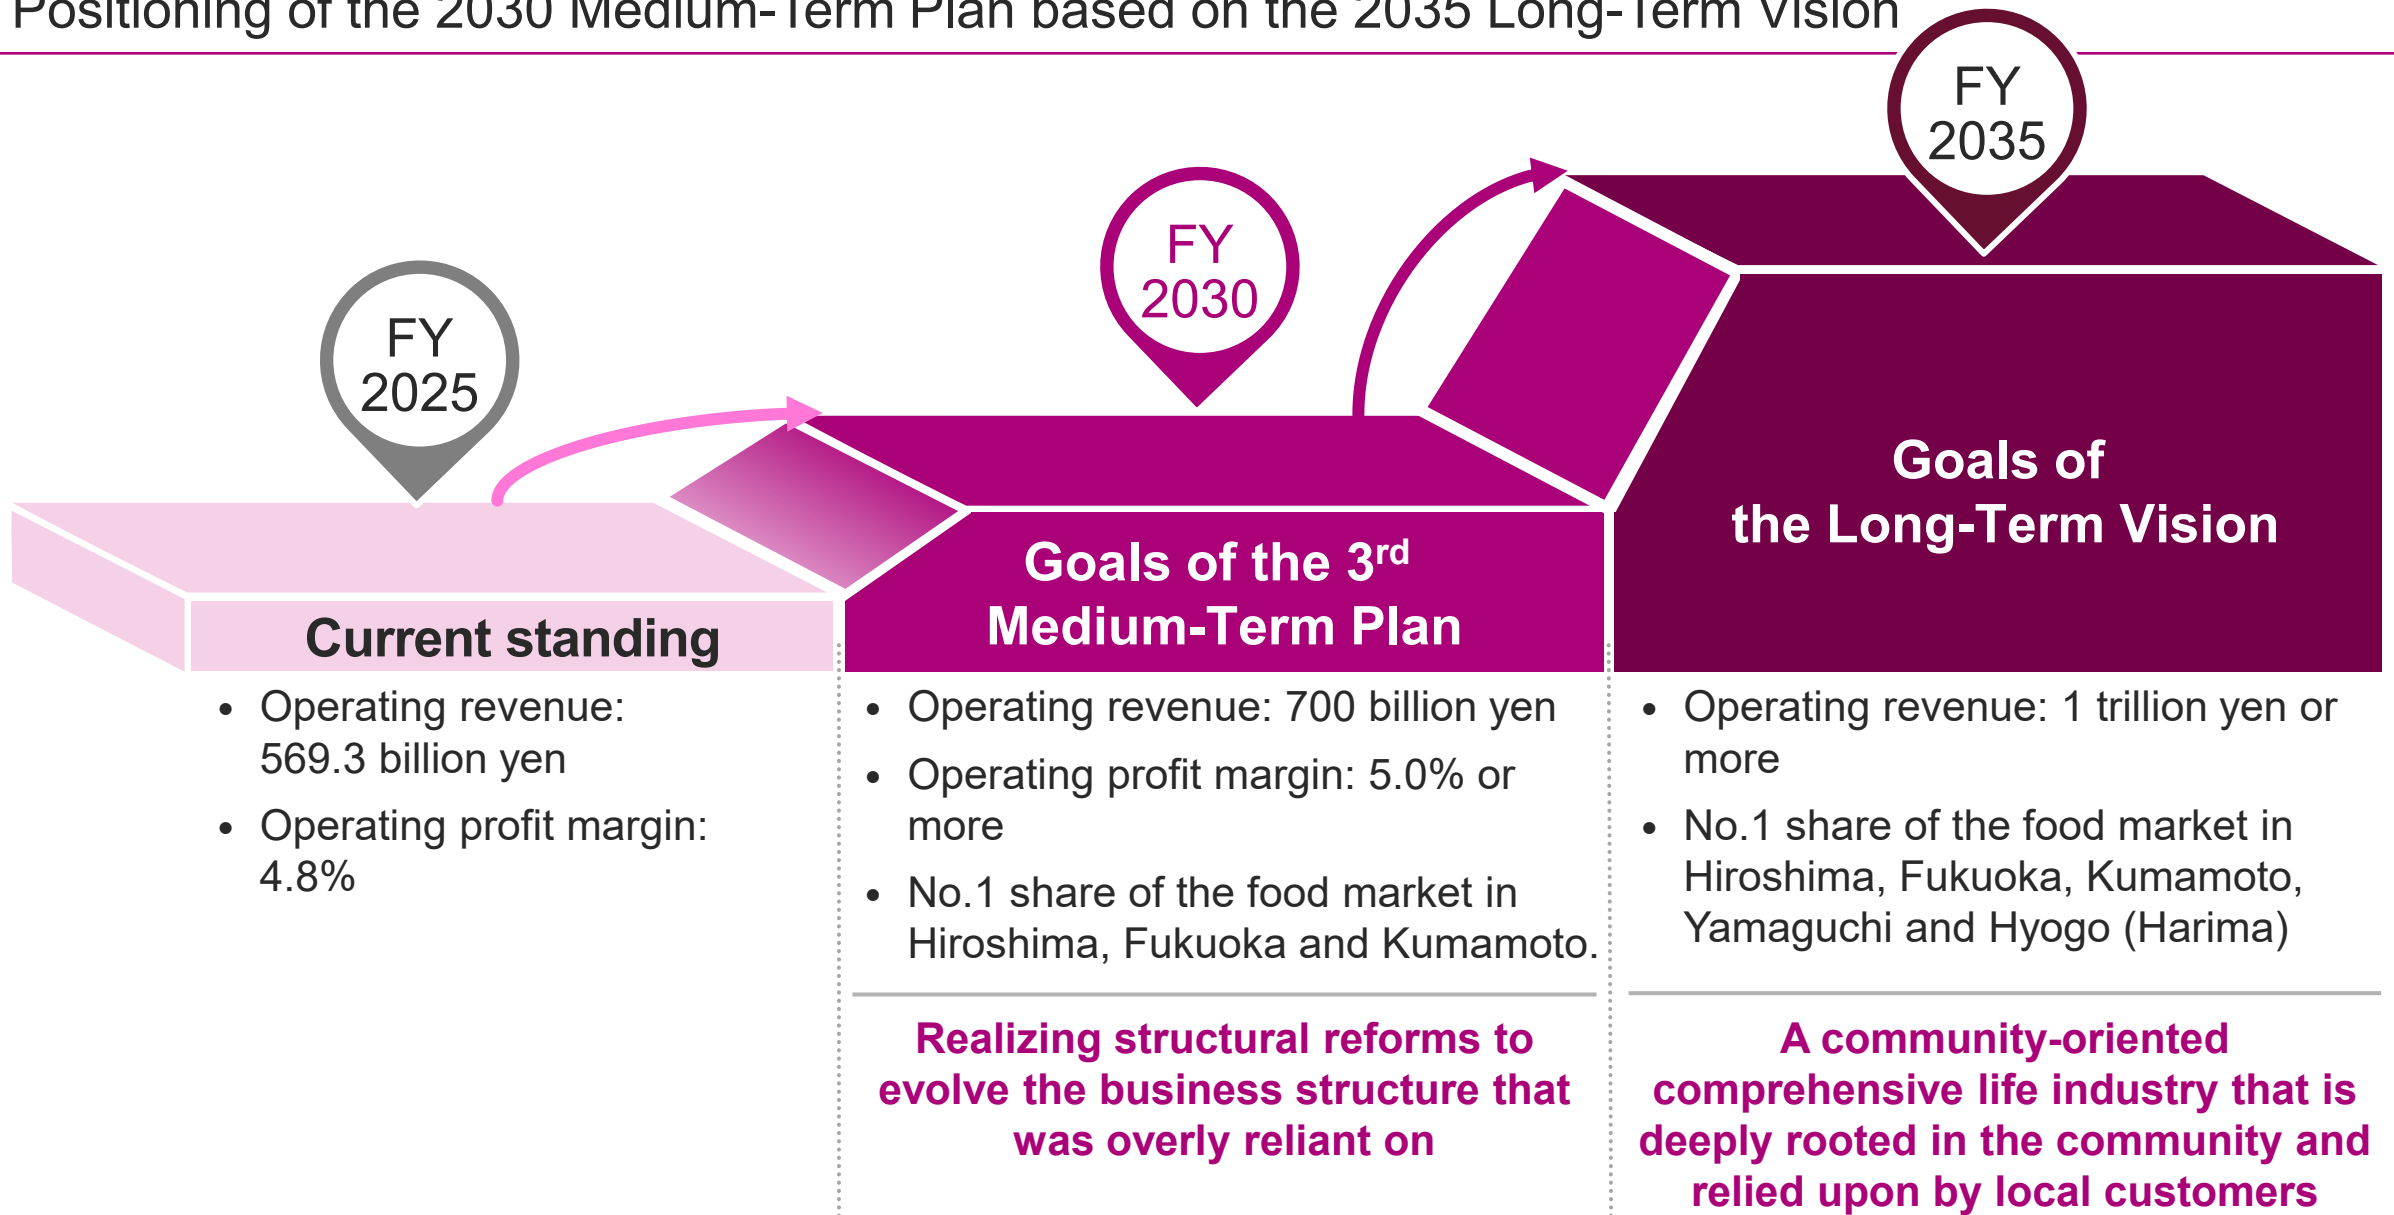 Positioning of the 2030 Medium-Term Plan based on the 2035 Long-Term Vision
FY
2025
FY
2030
FY
2035
Current standing
• Operating revenue:
569.3 billion yen
• Operating profit margin:
4.8%
Goals of the 3rd
Medium-Term Plan
• Operating revenue: 700 billion yen
• Operating profit margin: 5.0% or
more
• No.1 share of the food market in
Hiroshima, Fukuoka and Kumamoto.
Realizing structural reforms to
evolve the business structure that
was overly reliant on
Goals of
the Long-Term Vision
• Operating revenue: 1 trillion yen or
more
• No.1 share of the food market in
Hiroshima, Fukuoka, Kumamoto,
Yamaguchi and Hyogo (Harima)
A community-oriented
comprehensive life industry that is
deeply rooted in the community and
relied upon by local customers